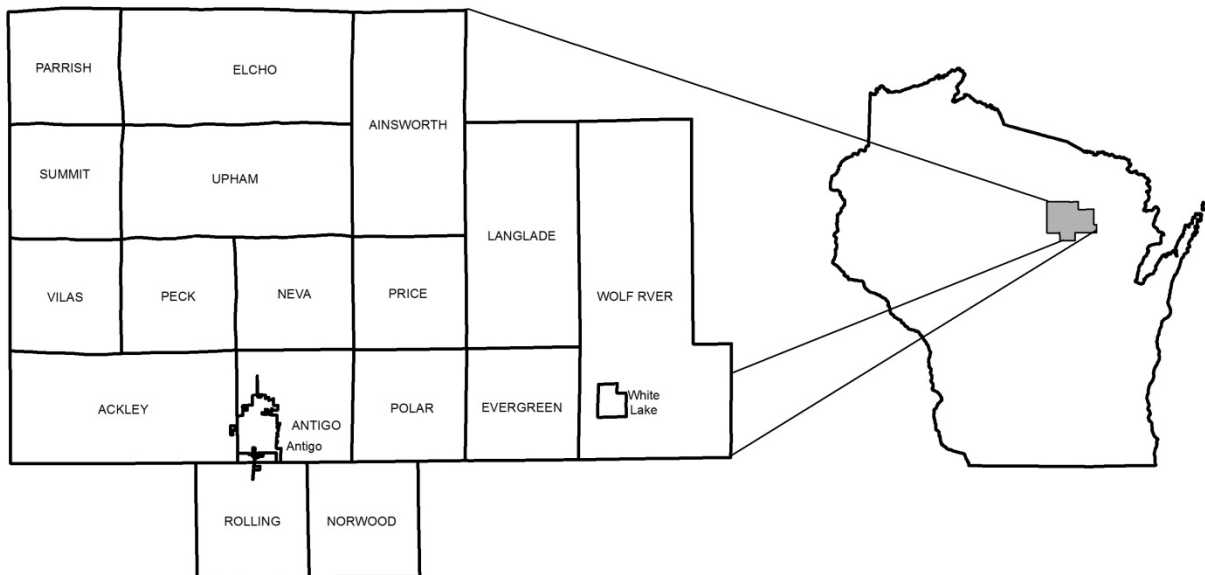 PARRISH
ELCHO
AINSWORTH
SUMMIT
UPHAM
LANGLADE
VILAS
PECK
NEVA
PRICE
WOLF RVER
ACKLEY
ANTIGO
Antigo
POLAR
EVERGREEN
White
Lake
ROLLING
NORWOOD